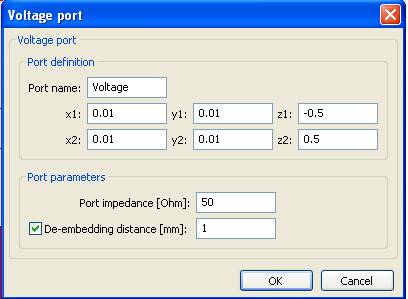 Voltage port
Voltage port
Port definition
Port name: Voltage
x1: 0.01 y1: 0.01 z1: -0.5
x2: 0.01 y2: 0.01 z2: 0.5
Port parameters
Port impedance [Ohm]: 50
De-embedding distance [mm]: 1
OK Cancel